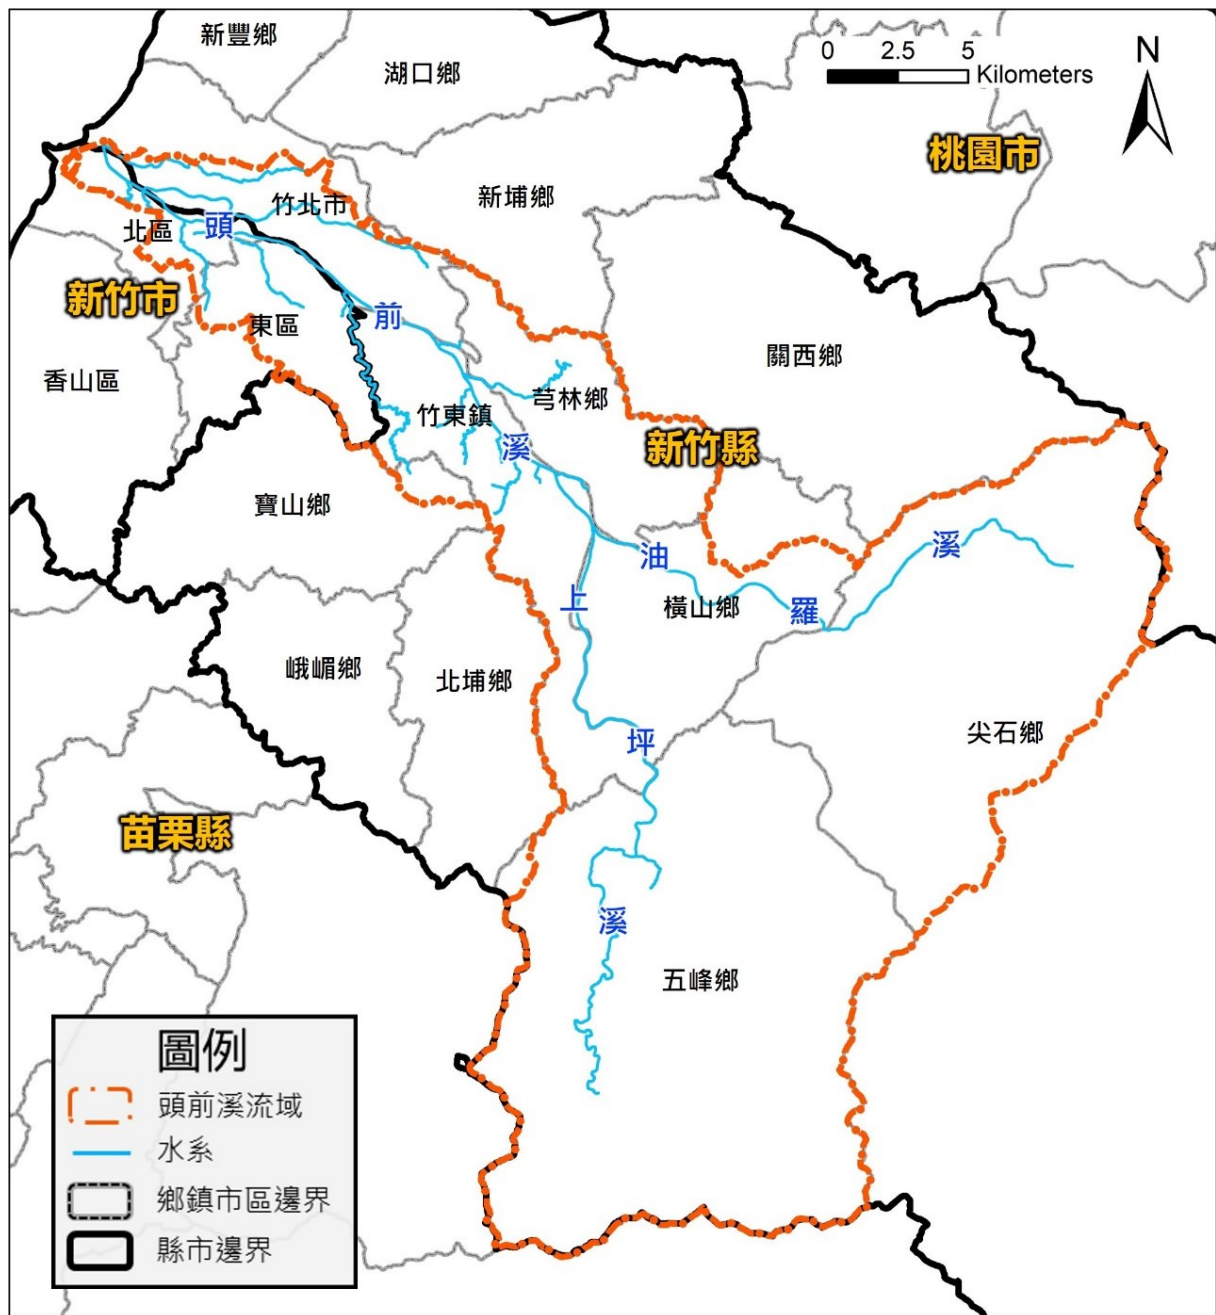 新豐鄉
湖口鄉
0 2.5 5
Kilometers
N
桃園市
新埔鄉
竹北市
北區
頭
新竹市
東區
前
關西鄉
香山區
芎林鄉
竹東鎮
新竹縣
溪
寶山鄉
油
溪
上
橫山鄉
羅
峨嵋鄉
北埔鄉
坪
尖石鄉
苗栗縣
溪
五峰鄉
圖例
頭前溪流域
水系
鄉鎮市區邊界
縣市邊界